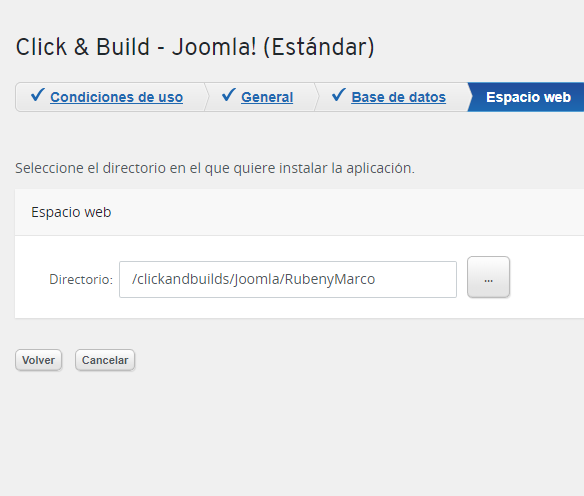 Click & Build - Joomla! (Estándar)
Condiciones de uso General Base de datos Espacio web
Seleccione el directorio en el que quiere instalar la aplicación.
Espacio web
Directorio: /clickandbuilds/Joomla/RubenyMarco ...
Volver Cancelar